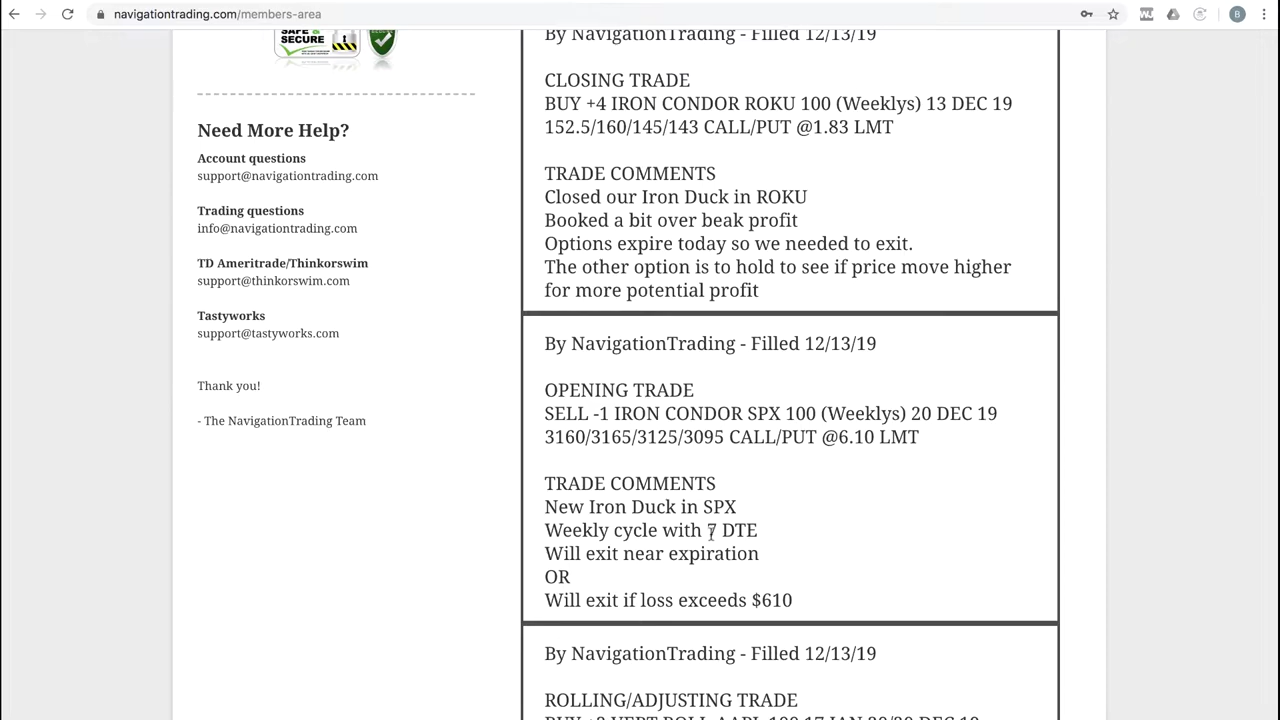 navigationtrading.com/members-area
B
SAFE &
SECURE
Need More Help?
Account questions
support@navigationtrading.com
Trading questions
info@navigationtrading.com
TD Ameritrade/Thinkorswim
support@thinkorswim.com
Tastyworks
support@tastyworks.com
Thank you!
- The NavigationTrading Team
By NavigationTrading - Filled 12/13/19
CLOSING TRADE
BUY +4 IRON CONDOR ROKU 100 (Weeklys) 13 DEC 19
152.5/160/145/143 CALL/PUT @1.83 LMT
TRADE COMMENTS
Closed our Iron Duck in ROKU
Booked a bit over beak profit
Options expire today so we needed to exit.
The other option is to hold to see if price move higher
for more potential profit
By NavigationTrading - Filled 12/13/19
OPENING TRADE
SELL -1 IRON CONDOR SPX 100 (Weeklys) 20 DEC 19
3160/3165/3125/3095 CALL/PUT @6.10 LMT
TRADE COMMENTS
New Iron Duck in SPX
Weekly cycle with 7 DTE
Will exit near expiration
OR
Will exit if loss exceeds $610
By NavigationTrading - Filled 12/13/19
ROLLING/ADJUSTING TRADE